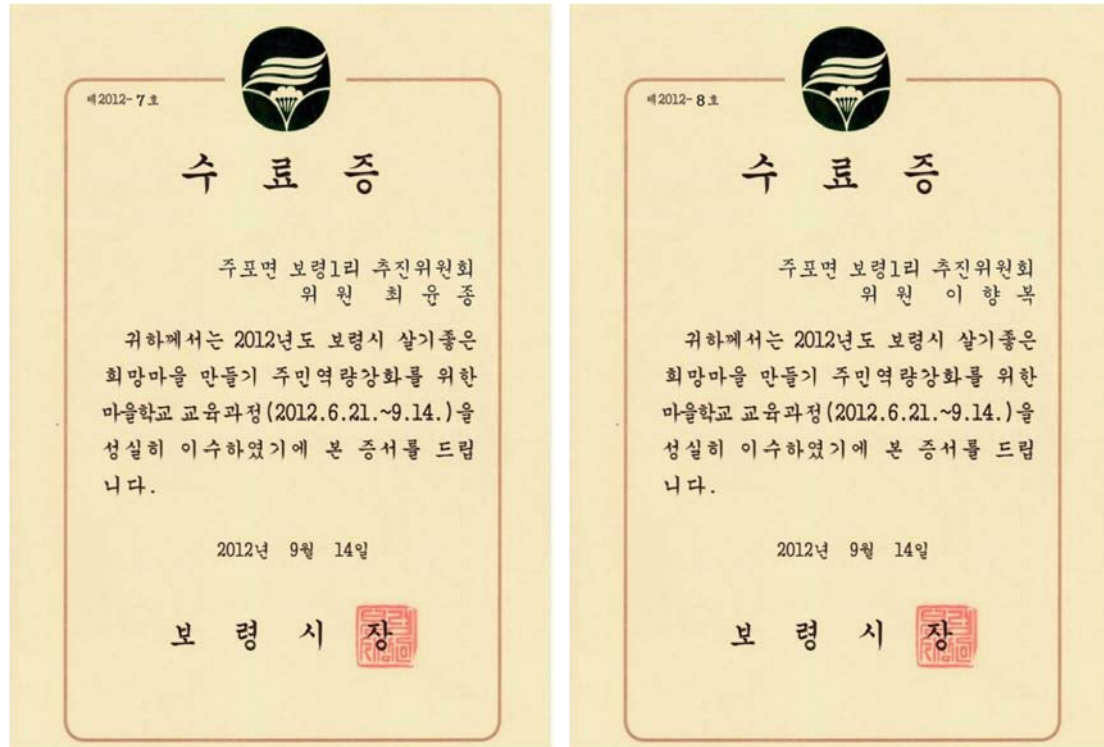 제2012- 7 호
수 료 증
주포면 보령1리 추진위원회
위 원 최 윤 종
귀하께서는 2012년도 보령시 살기좋은
희망마을 만들기 주민역량강화를 위한
마을학교 교육과정(2012.6.21.~9.14.)을
성실히 이수하였기에 본 증서를 드립
니다.
2012년 9월 14일
보 령 시 장
제2012- 8 호
수 료 증
주포면 보령1리 추진위원회
위 원 이 향 복
귀하께서는 2012년도 보령시 살기좋은
희망마을 만들기 주민역량강화를 위한
마을학교 교육과정(2012.6.21.~9.14.)을
성실히 이수하였기에 본 증서를 드립
니다.
2012년 9월 14일
보 령 시 장